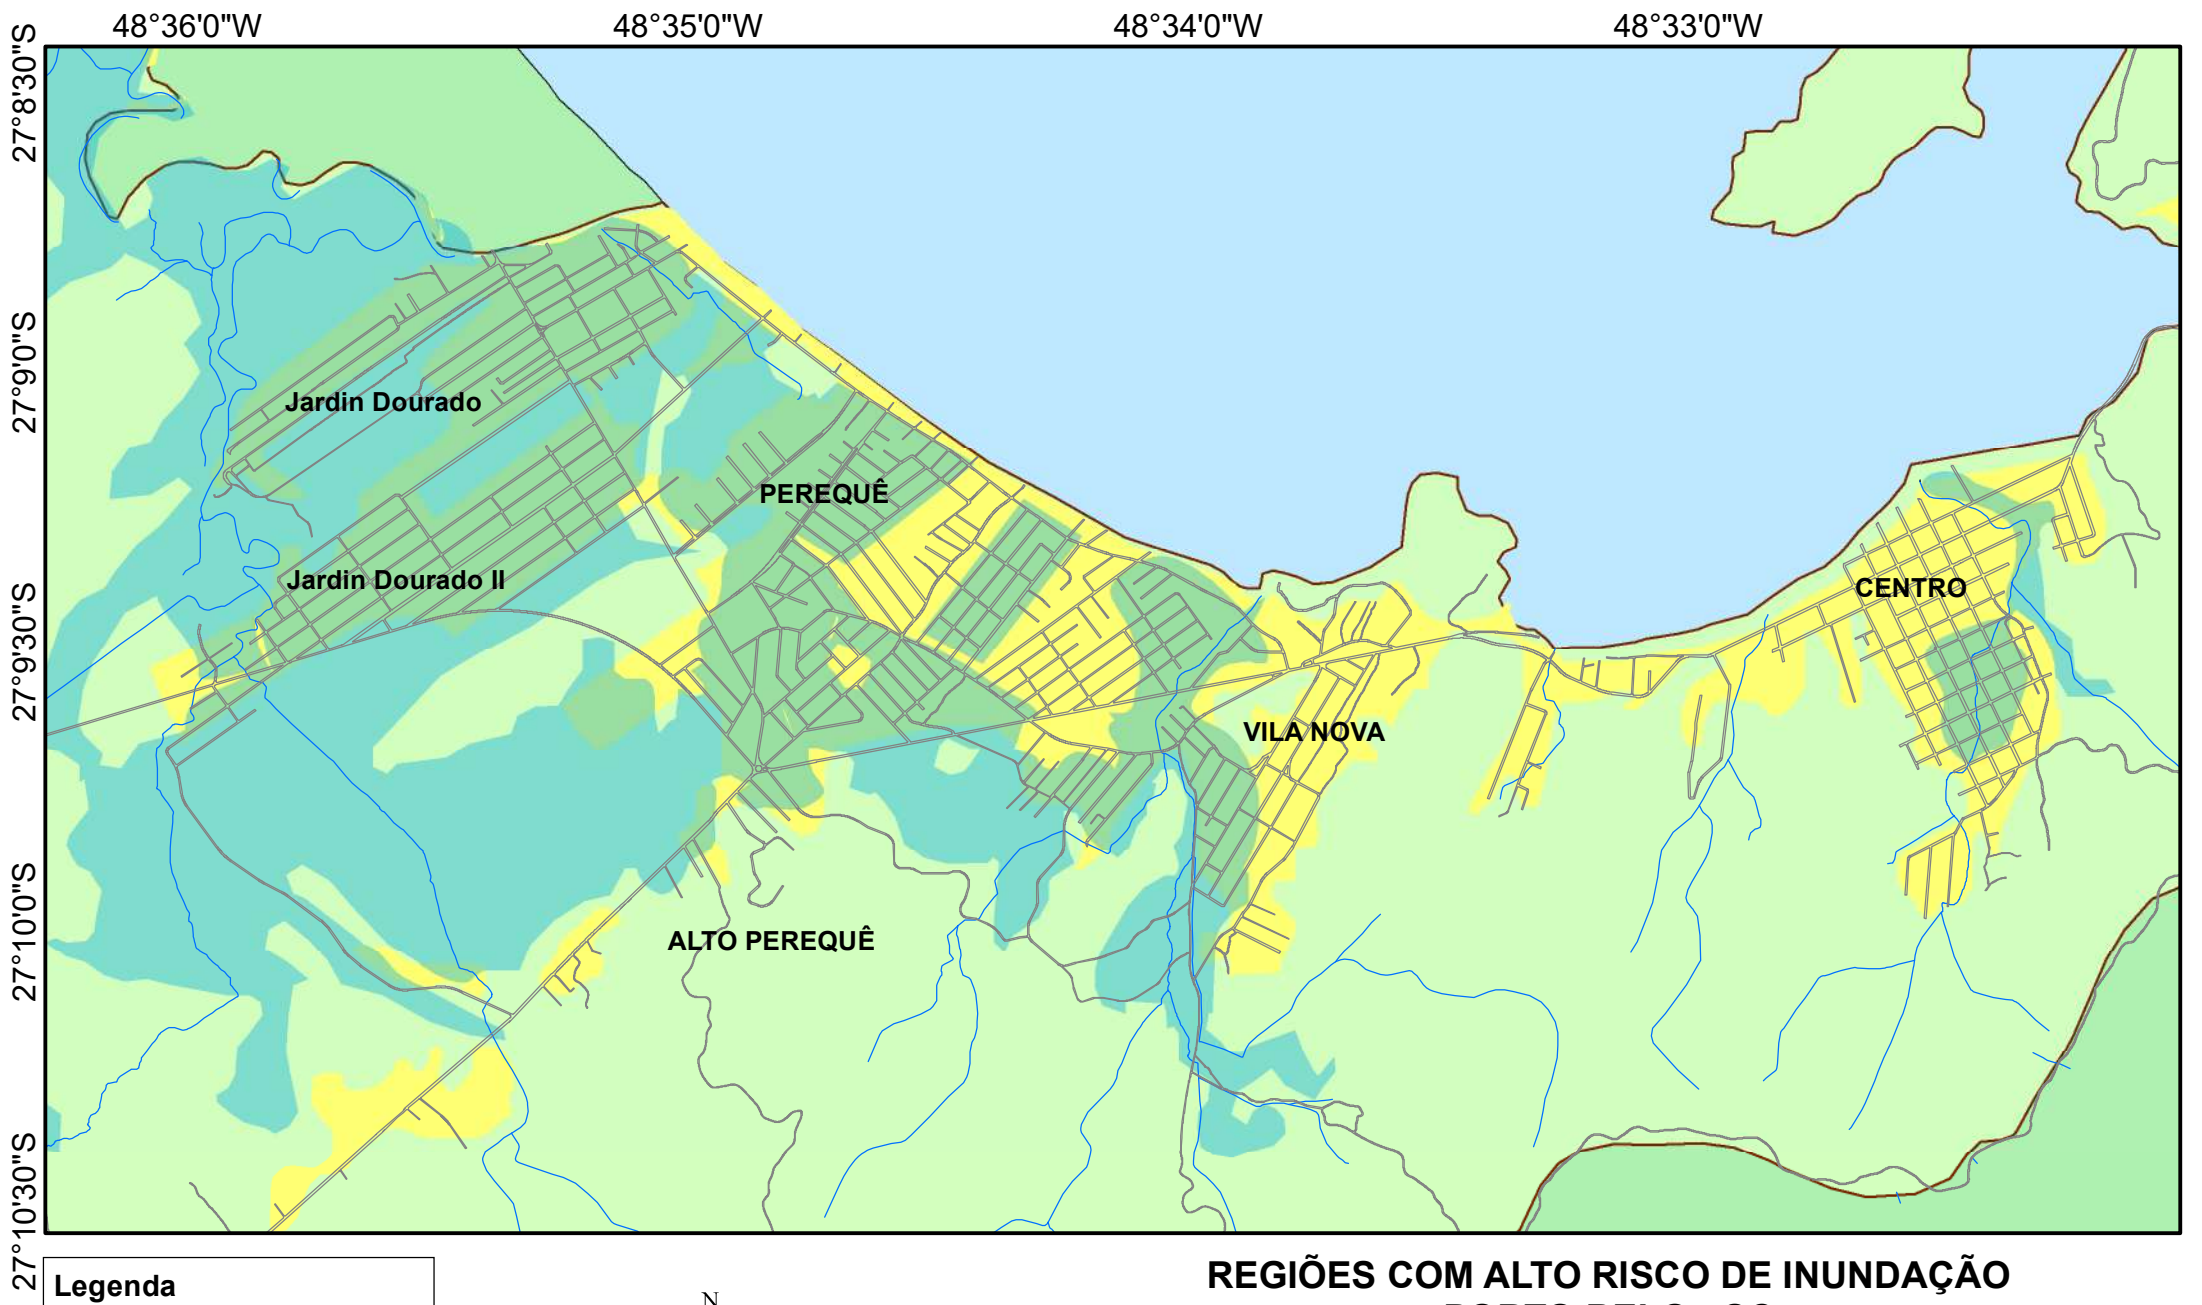 48°36'0"W 48°35'0"W 48°34'0"W 48°33'0"W
27°8'30"S
27°9'0"S
27°9'30"S
27°10'0"S
27°10'30"S
Jardin Dourado
PEREQUÊ
Jardin Dourado II
CENTRO
VILA NOVA
ALTO PEREQUÊ
Legenda
N
REGIÕES COM ALTO RISCO DE INUNDAÇÃO